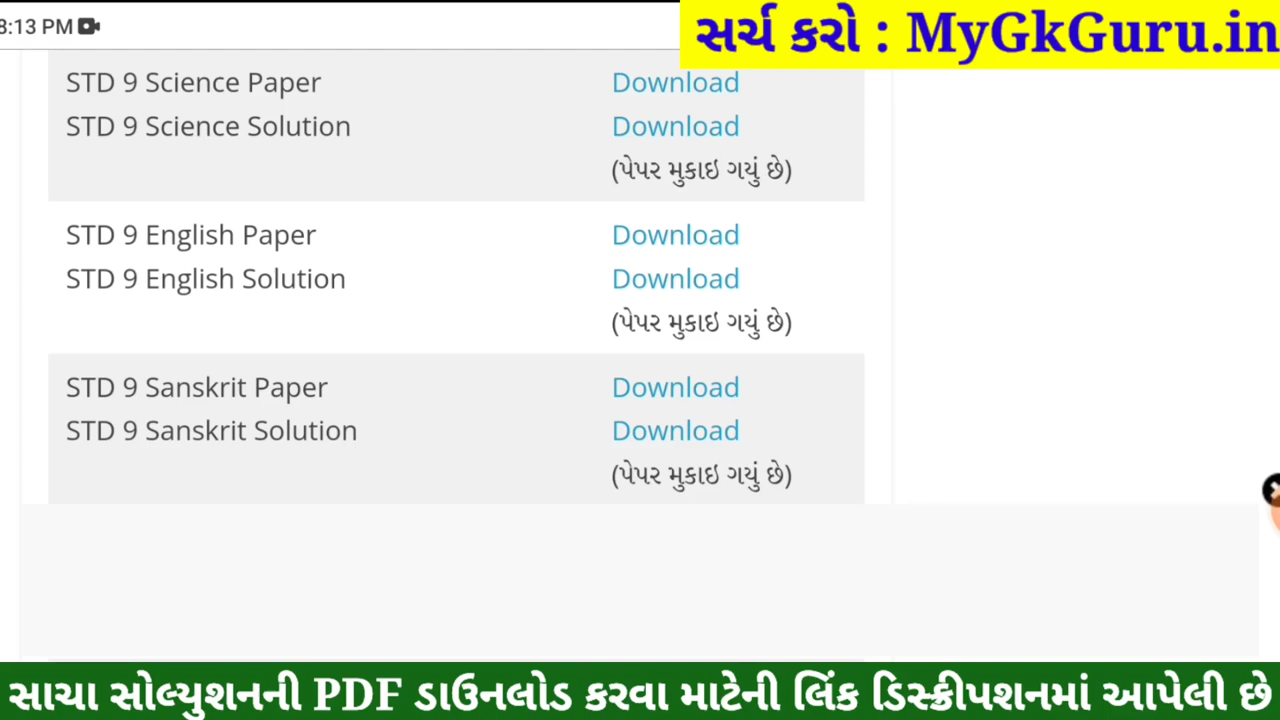 8:13 PM
સર્ચ કરો : MyGkGuru.in
STD 9 Science Paper Download
STD 9 Science Solution Download
(પેપર મુકાઇ ગયું છે)
STD 9 English Paper Download
STD 9 English Solution Download
(પેપર મુકાઇ ગયું છે)
STD 9 Sanskrit Paper Download
STD 9 Sanskrit Solution Download
(પેપર મુકાઇ ગયું છે)
સાચા સોલ્યુશનની PDF ડાઉનલોડ કરવા માટેની લિંક ડિસ્ક્રીપશનમાં આપેલી છે